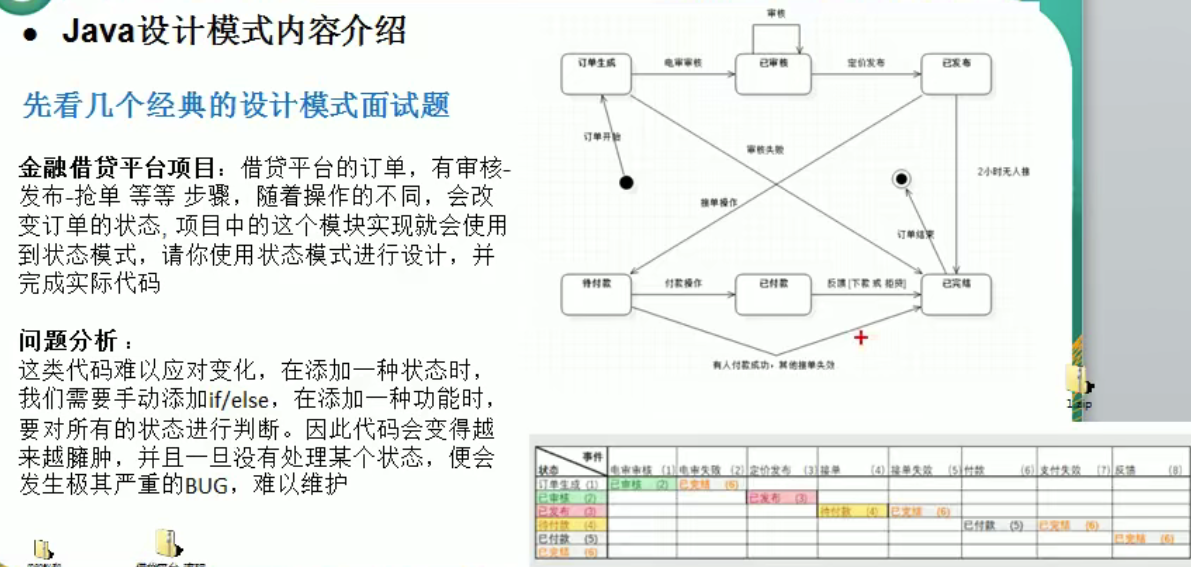 ● Java设计模式内容介绍
先看几个经典的设计模式面试题
金融借贷平台项目：借贷平台的订单，有审核-
发布-抢单 等等 步骤，随着操作的不同，会改
变订单的状态, 项目中的这个模块实现就会使用
到状态模式，请你使用状态模式进行设计，并
完成实际代码
问题分析：
这类代码难以应对变化，在添加一种状态时，
我们需要手动添加if/else，在添加一种功能时，
要对所有的状态进行判断。因此代码会变得越
来越臃肿，并且一旦没有处理某个状态，便会
发生极其严重的BUG，难以维护
审核
订单生成
电审审核
已审核
定价发布
已发布
订单开始
审核失败
2小时无人接
接单操作
订单结束
待付款
付款操作
已付款
反馈 [下款 或 拒贷]
已完结
有人付款成功，其他接单失效
事件
状态
电审审核 (1) 电审失败 (2) 定价发布 (3) 接单 (4) 接单失效 (5) 付款 (6) 支付失效 (7) 反馈 (8)
订单生成 (1) 已审核 (2) 已完结 (6)
已审核 (2) 已发布 (3)
已发布 (3) 待付款 (4) 已完结 (6)
待付款 (4) 已付款 (5) 已完结 (6)
已付款 (5) 已完结 (6)
已完结 (6)